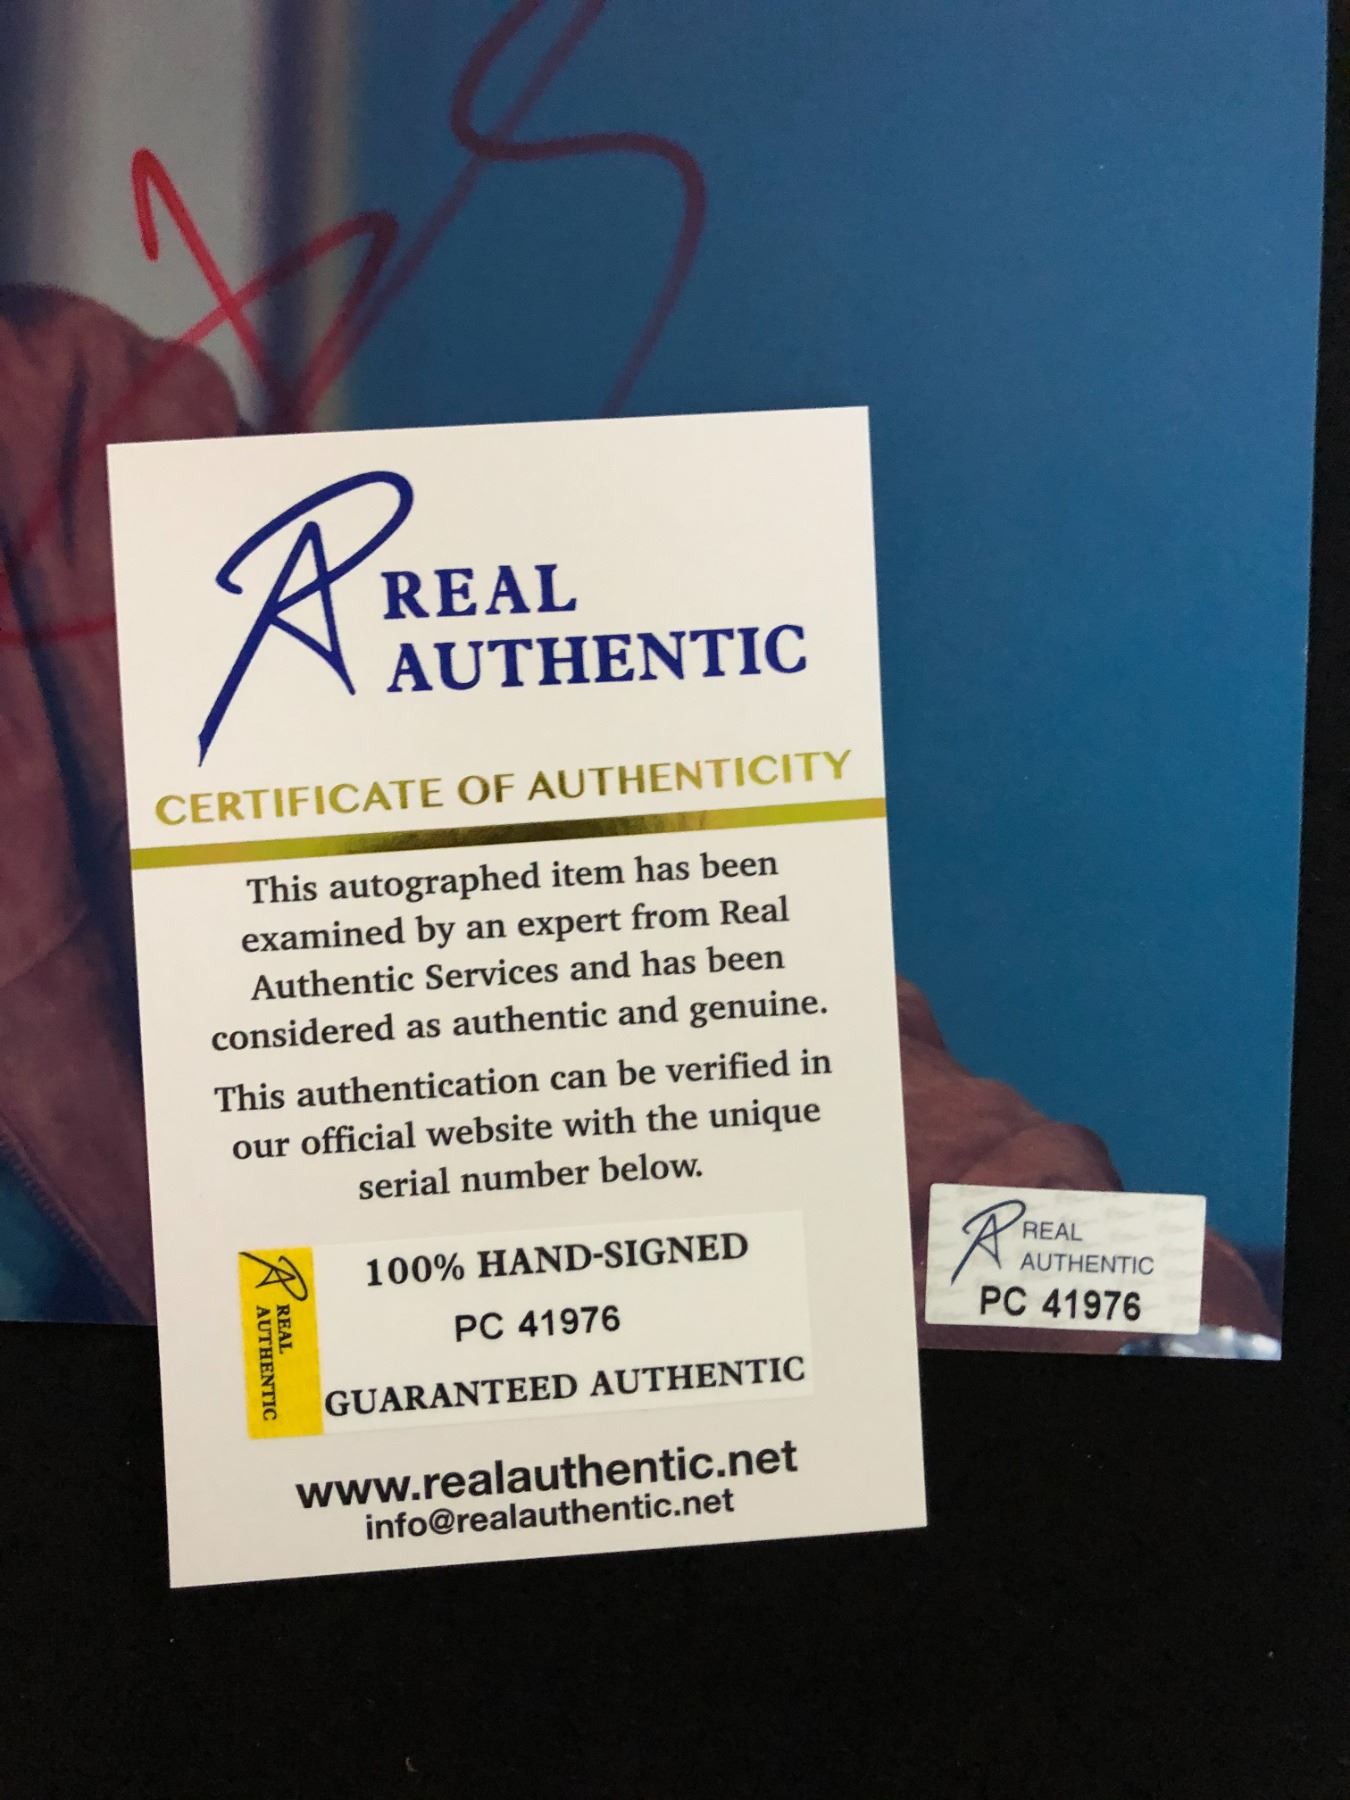 REAL
AUTHENTIC
CERTIFICATE OF AUTHENTICITY
This autographed item has been
examined by an expert from Real
Authentic Services and has been
considered as authentic and genuine.
This authentication can be verified in
our official website with the unique
serial number below.
REAL
AUTHENTIC
100% HAND-SIGNED
PC 41976
GUARANTEED AUTHENTIC
www.realauthentic.net
info@realauthentic.net
REAL
AUTHENTIC
PC 41976